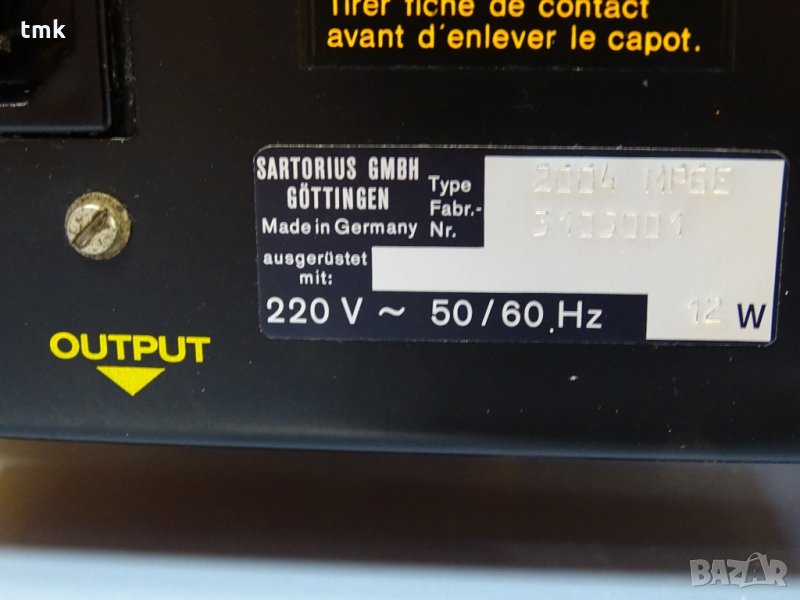 tmk
Tirer fiche de contact
avant d´enlever le capot.
SARTORIUS GMBH
GÖTTINGEN
Made in Germany
Type 2004 MP6E
Fabr.-
Nr. 3105001
ausgerüstet
mit:
220 V ~ 50/60 Hz 12 W
OUTPUT
BAZAR